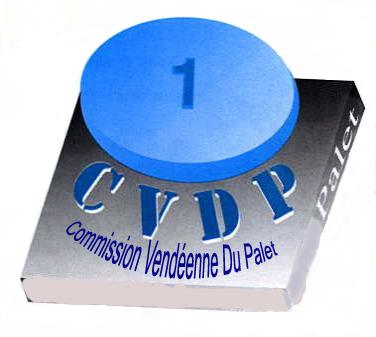 1
CVDP
Commission Vendéenne Du Palet
Palet